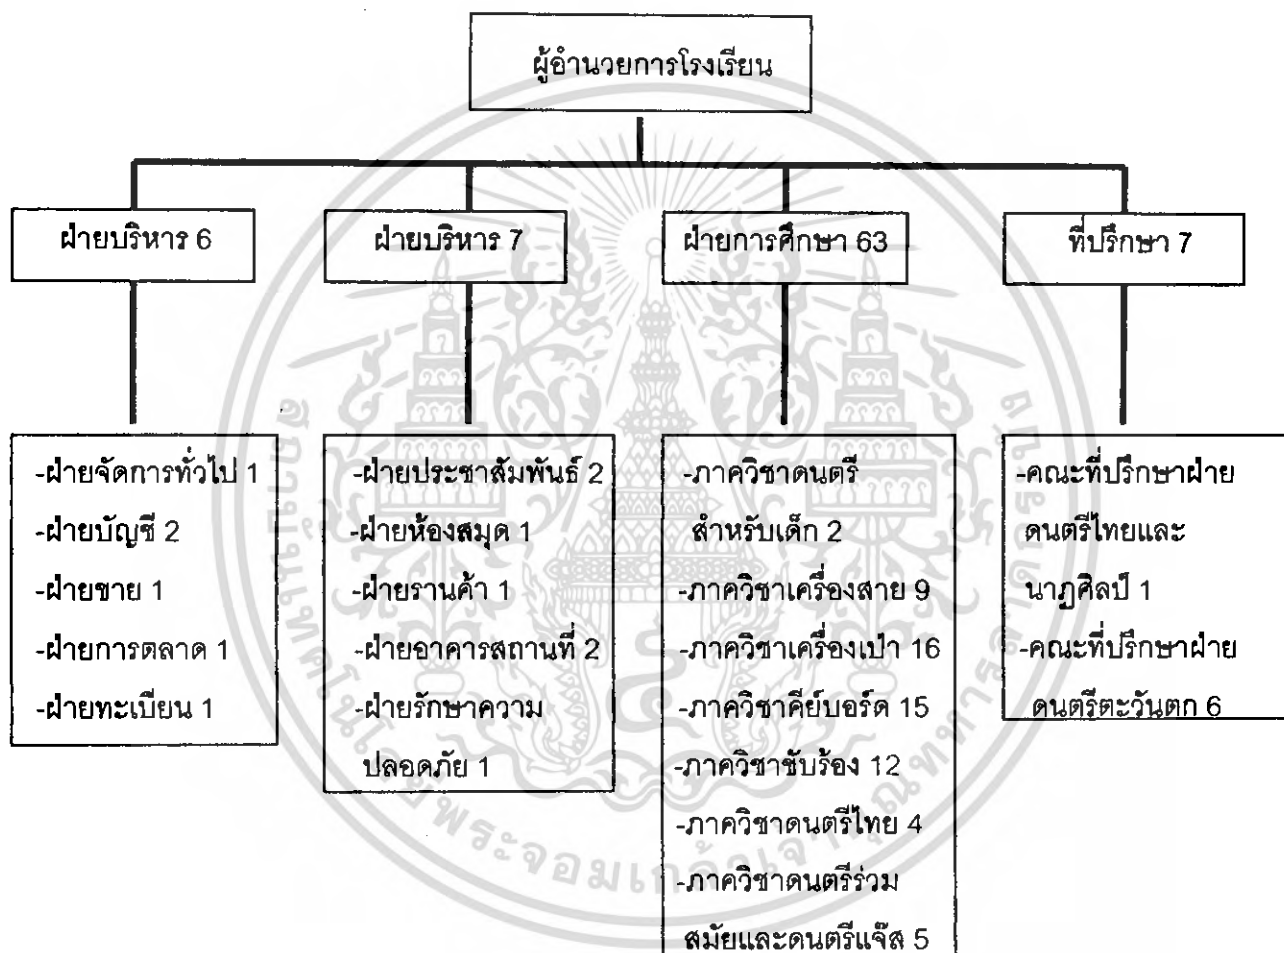 ผู้อำนวยการโรงเรียน
ฝ่ายบริหาร 6
ฝ่ายบริหาร 7
ฝ่ายการศึกษา 63
ที่ปรึกษา 7
-ฝ่ายจัดการทั่วไป 1
-ฝ่ายบัญชี 2
-ฝ่ายขาย 1
-ฝ่ายการตลาด 1
-ฝ่ายทะเบียน 1
-ฝ่ายประชาสัมพันธ์ 2
-ฝ่ายห้องสมุด 1
-ฝ่ายรานค้า 1
-ฝ่ายอาคารสถานที่ 2
-ฝ่ายรักษาความ
ปลอดภัย 1
-ภาควิชาดนตรี
สำหรับเด็ก 2
-ภาควิชาเครื่องสาย 9
-ภาควิชาเครื่องเป่า 16
-ภาควิชาคีย์บอร์ด 15
-ภาควิชาขับร้อง 12
-ภาควิชาดนตรีไทย 4
-ภาควิชาดนตรีร่วม
สมัยและดนตรีแจ๊ส 5
-คณะที่ปรึกษาฝ่าย
ดนตรีไทยและ
นาฏศิลป์ 1
-คณะที่ปรึกษาฝ่าย
ดนตรีตะวันตก 6